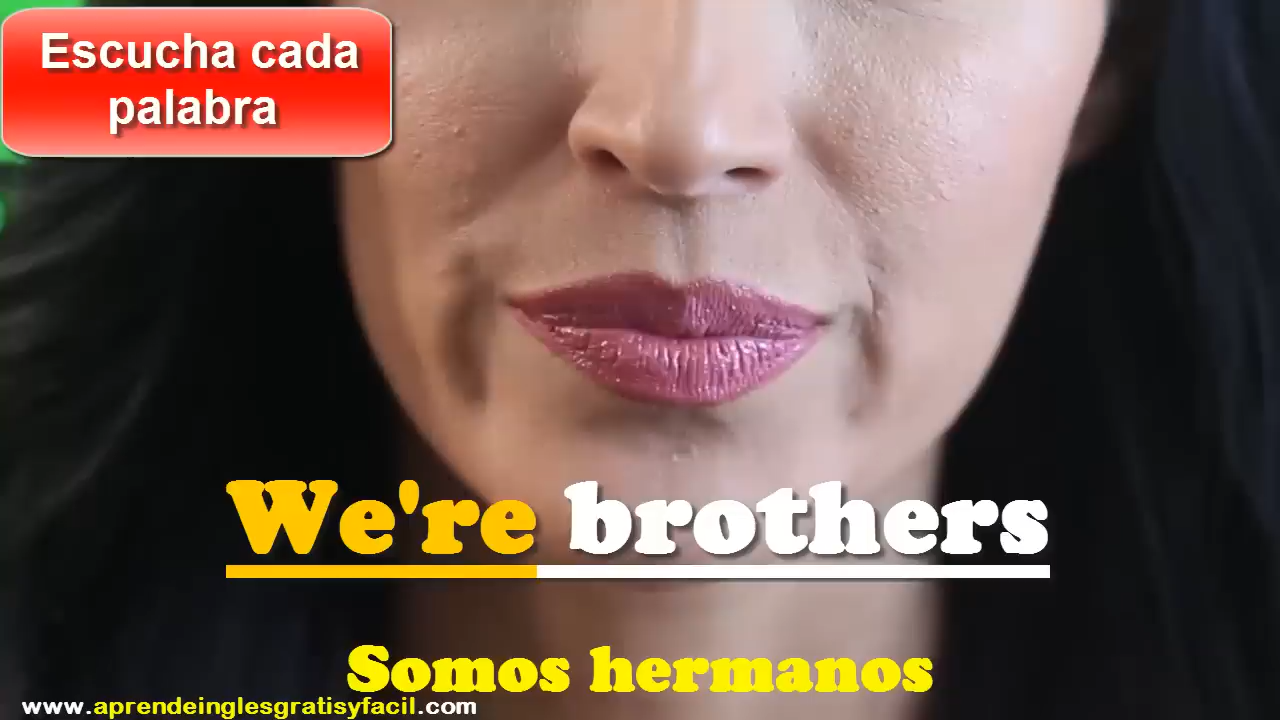 Escucha cada
palabra
We're brothers
Somos hermanos
www.aprendeinglesgratisyfacil.com